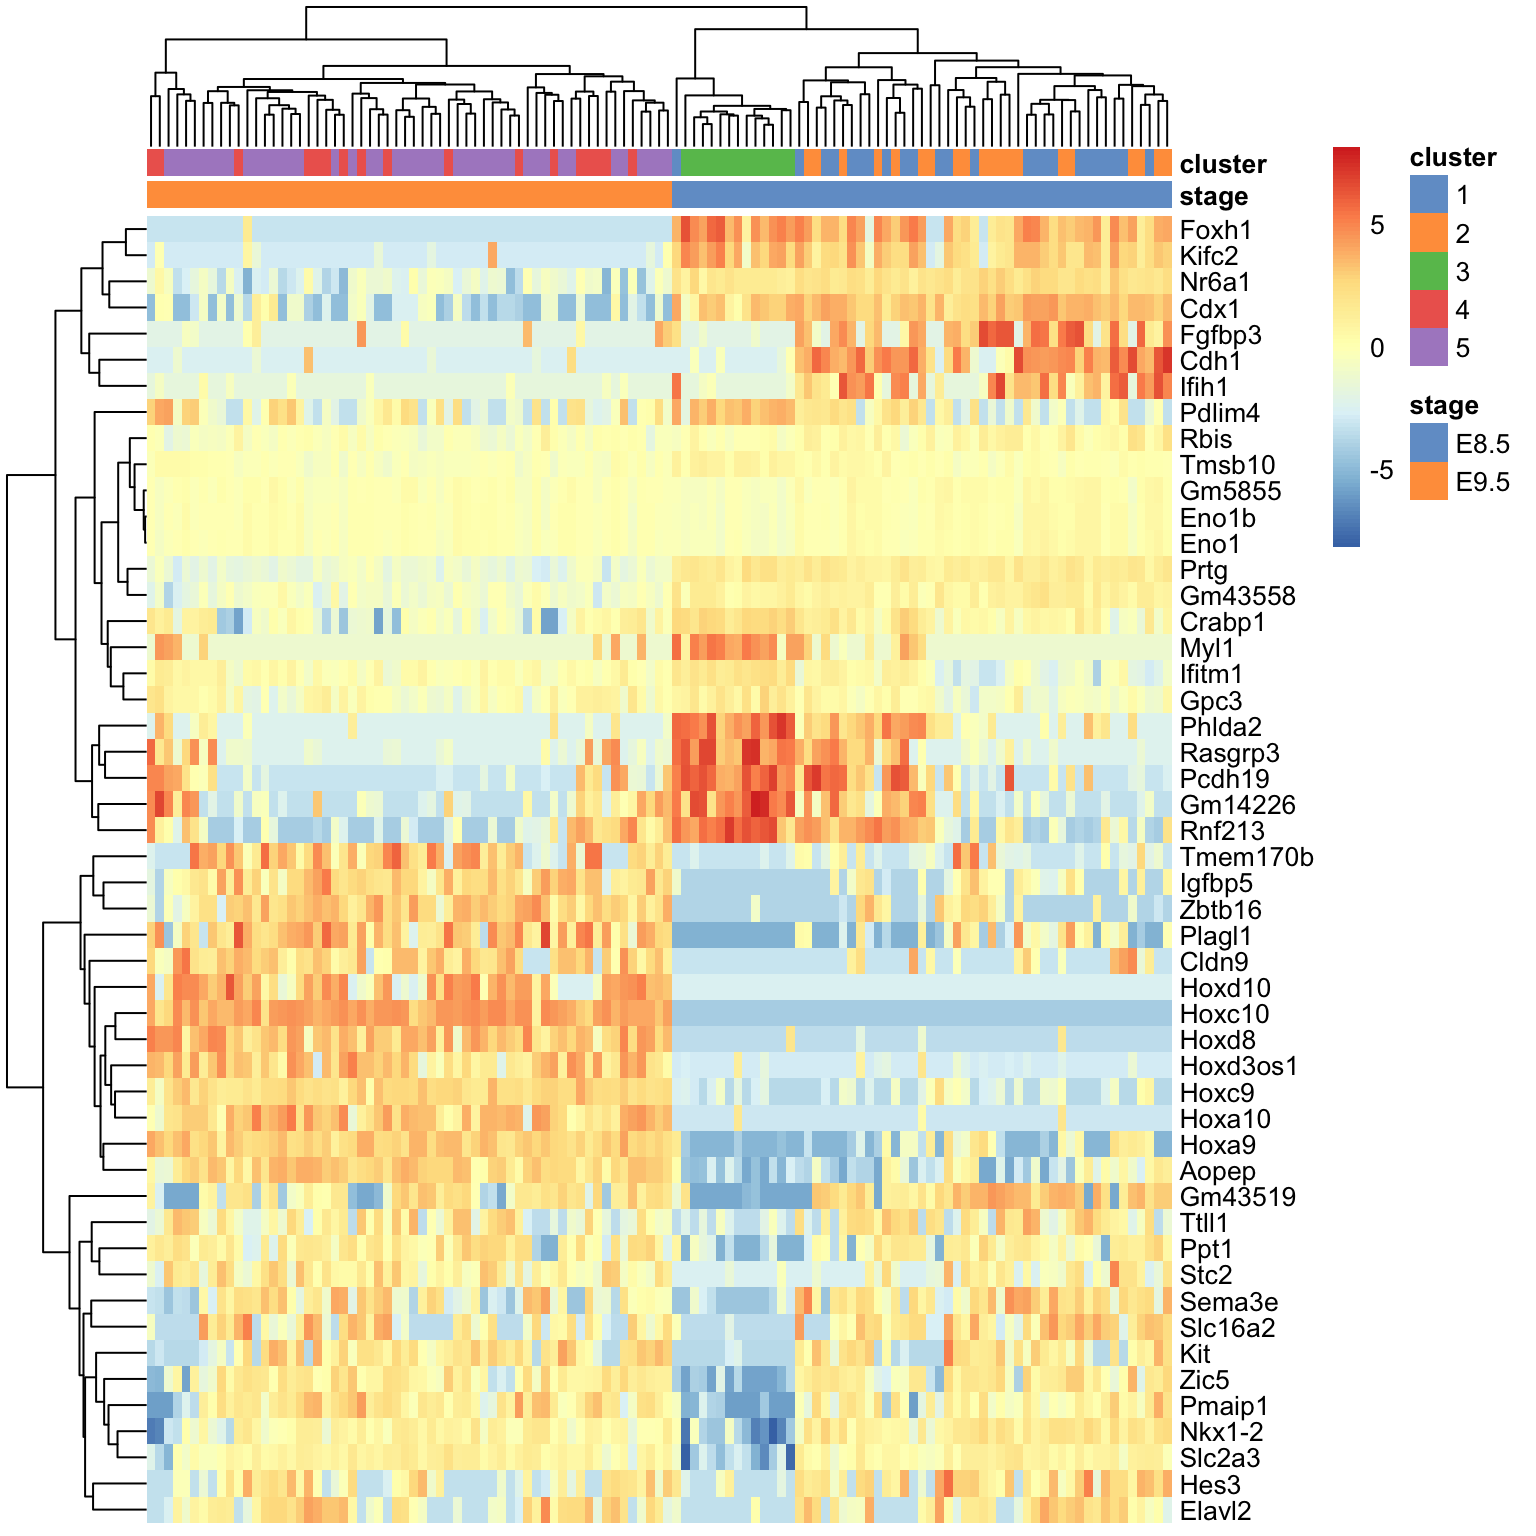 cluster
stage
Foxh1
Kifc2
Nr6a1
Cdx1
Fgfbp3
Cdh1
Ifih1
Pdlim4
Rbis
Tmsb10
Gm5855
Eno1b
Eno1
Prtg
Gm43558
Crabp1
Myl1
Ifitm1
Gpc3
Phlda2
Rasgrp3
Pcdh19
Gm14226
Rnf213
Tmem170b
Igfbp5
Zbtb16
Plagl1
Cldn9
Hoxd10
Hoxc10
Hoxd8
Hoxd3os1
Hoxc9
Hoxa10
Hoxa9
Aopep
Gm43519
Ttll1
Ppt1
Stc2
Sema3e
Slc16a2
Kit
Zic5
Pmaip1
Nkx1-2
Slc2a3
Hes3
Elavl2
5
0
-5
cluster
1
2
3
4
5
stage
E8.5
E9.5